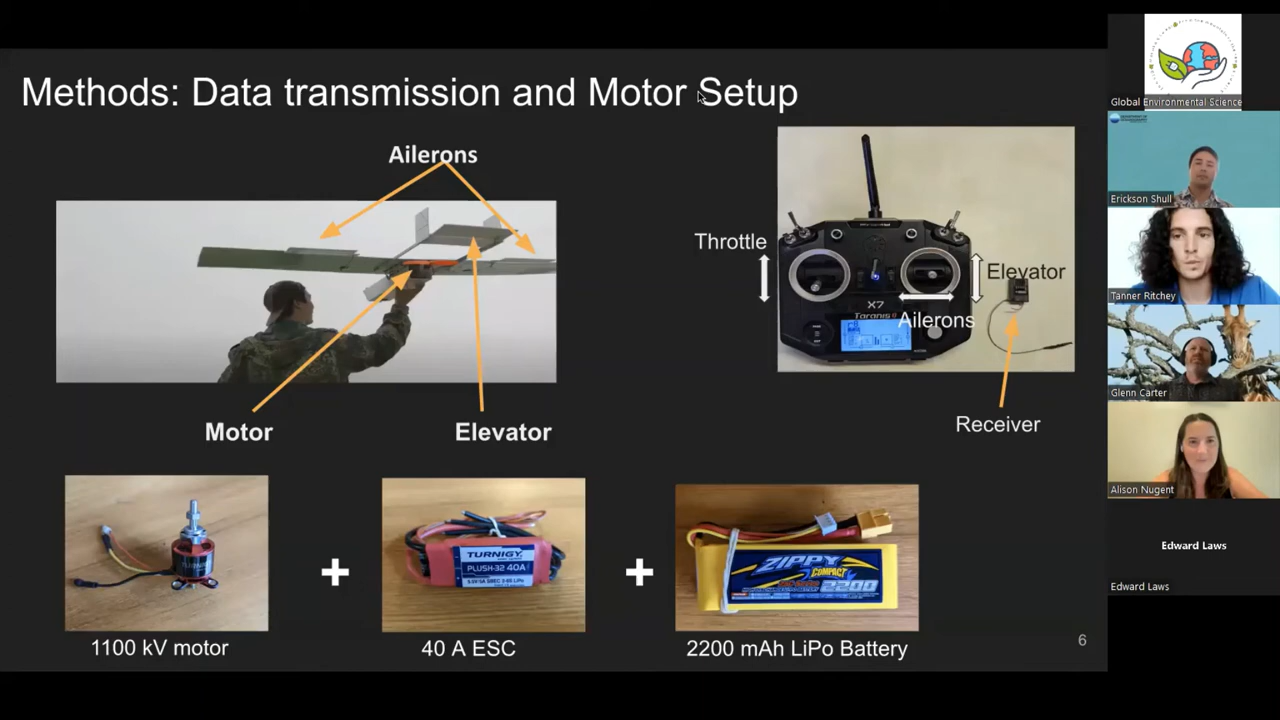 Methods: Data transmission and Motor Setup
Ailerons
Throttle
Elevator
X7
Taranis
Ailerons
Motor
Elevator
Receiver
TURNIGY
PLUSH-32 40A
ZIPPY
COMPACT
2200
1100 kV motor
+
40 A ESC
+
2200 mAh LiPo Battery
6
Global Environmental Science
Erickson Shull
Tanner Ritchey
Glenn Carter
Alison Nugent
Edward Laws
Edward Laws